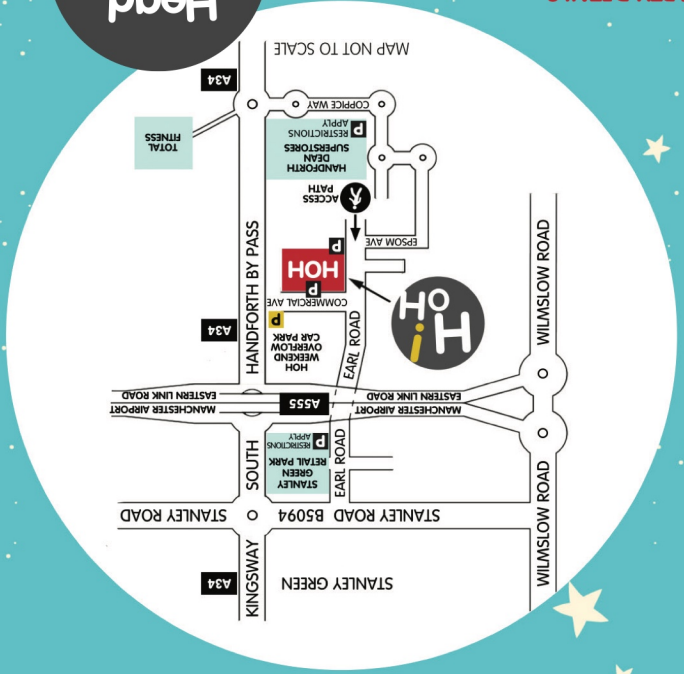 STANLEY GREEN
A34
KINGSWAY
WILMSLOW ROAD
STANLEY ROAD B5094
STANLEY ROAD
STANLEY
GREEN
RETAIL PARK
P RESTRICTIONS
APPLY
EARL ROAD
SOUTH
MANCHESTER AIRPORT
EASTERN LINK ROAD
A555
MANCHESTER AIRPORT
EASTERN LINK ROAD
HOH
WEEKEND
OVERFLOW
CAR PARK
P
A34
EARL ROAD
HANDFORTH BY PASS
Hi
HO
COMMERCIAL AVE
P
HOH
P
WILMSLOW ROAD
EPSOM AVE
ACCESS
PATH
HANDFORTH
DEAN
SUPERSTORES
P RESTRICTIONS
APPLY
COPPICE WAY
TOTAL
FITNESS
A34
MAP NOT TO SCALE
Head